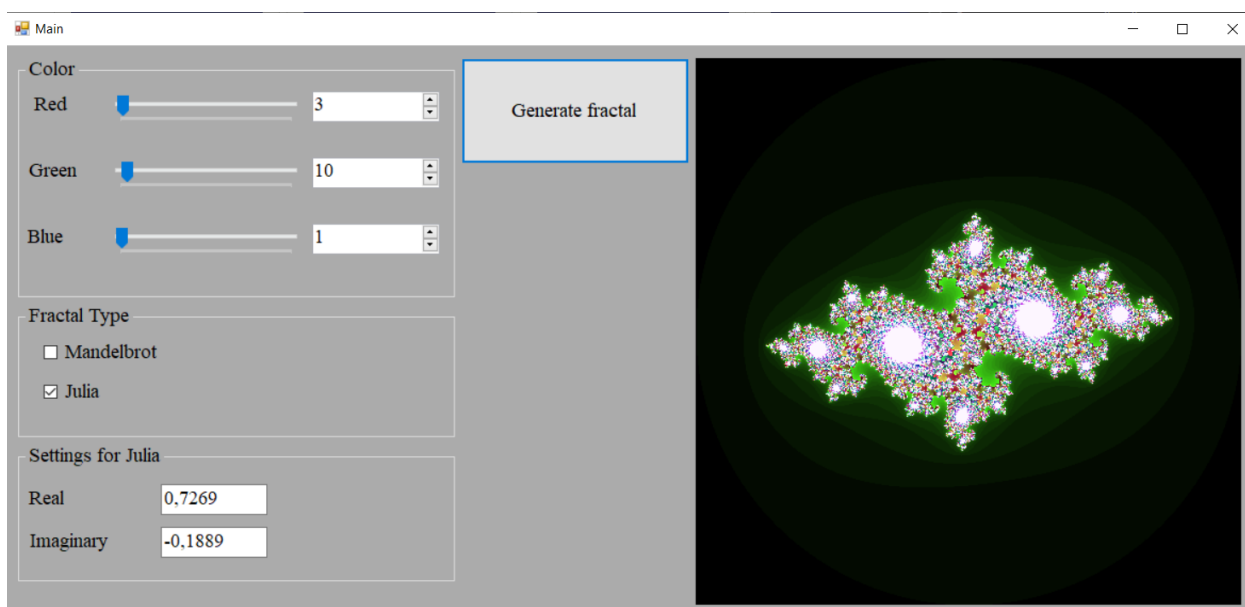 Main
Color
Red 3
Green 10
Blue 1
Generate fractal
Fractal Type
Mandelbrot
Julia
Settings for Julia
Real 0,7269
Imaginary -0,1889